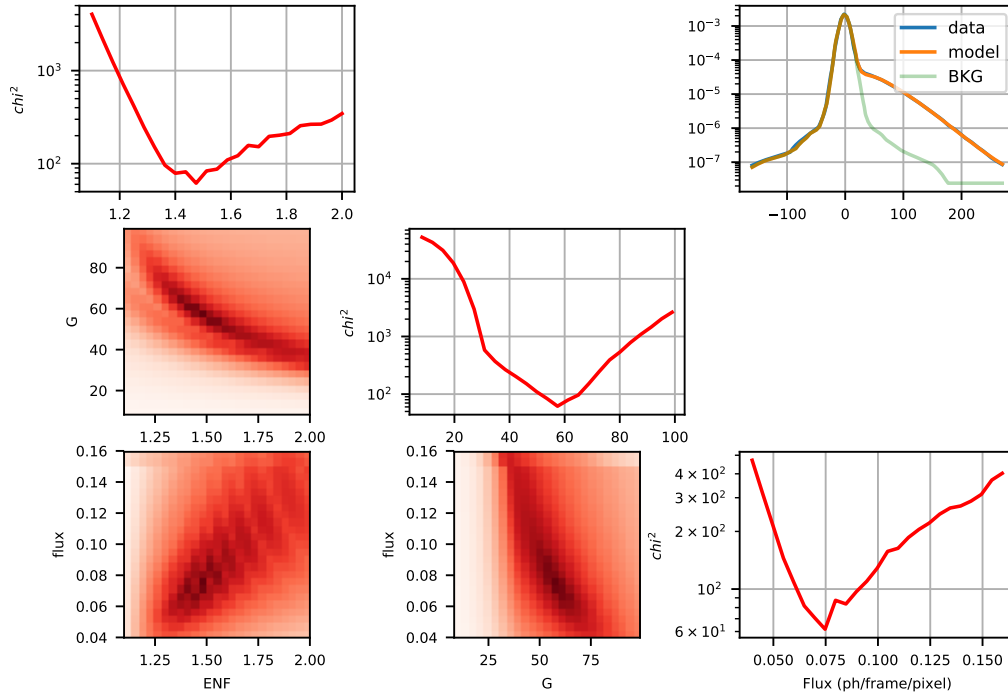 10³
10²
chi²
1.2 1.4 1.6 1.8 2.0
10⁻³
10⁻⁴
10⁻⁵
10⁻⁶
10⁻⁷
data
model
BKG
−100 0 100 200
80
60
40
20
G
1.25 1.50 1.75 2.00
10⁴
10³
10²
chi²
20 40 60 80 100
0.16
0.14
0.12
0.10
0.08
0.06
0.04
flux
1.25 1.50 1.75 2.00
ENF
0.16
0.14
0.12
0.10
0.08
0.06
0.04
flux
25 50 75
G
4 × 10²
3 × 10²
2 × 10²
10²
6 × 10¹
chi²
0.050 0.075 0.100 0.125 0.150
Flux (ph/frame/pixel)